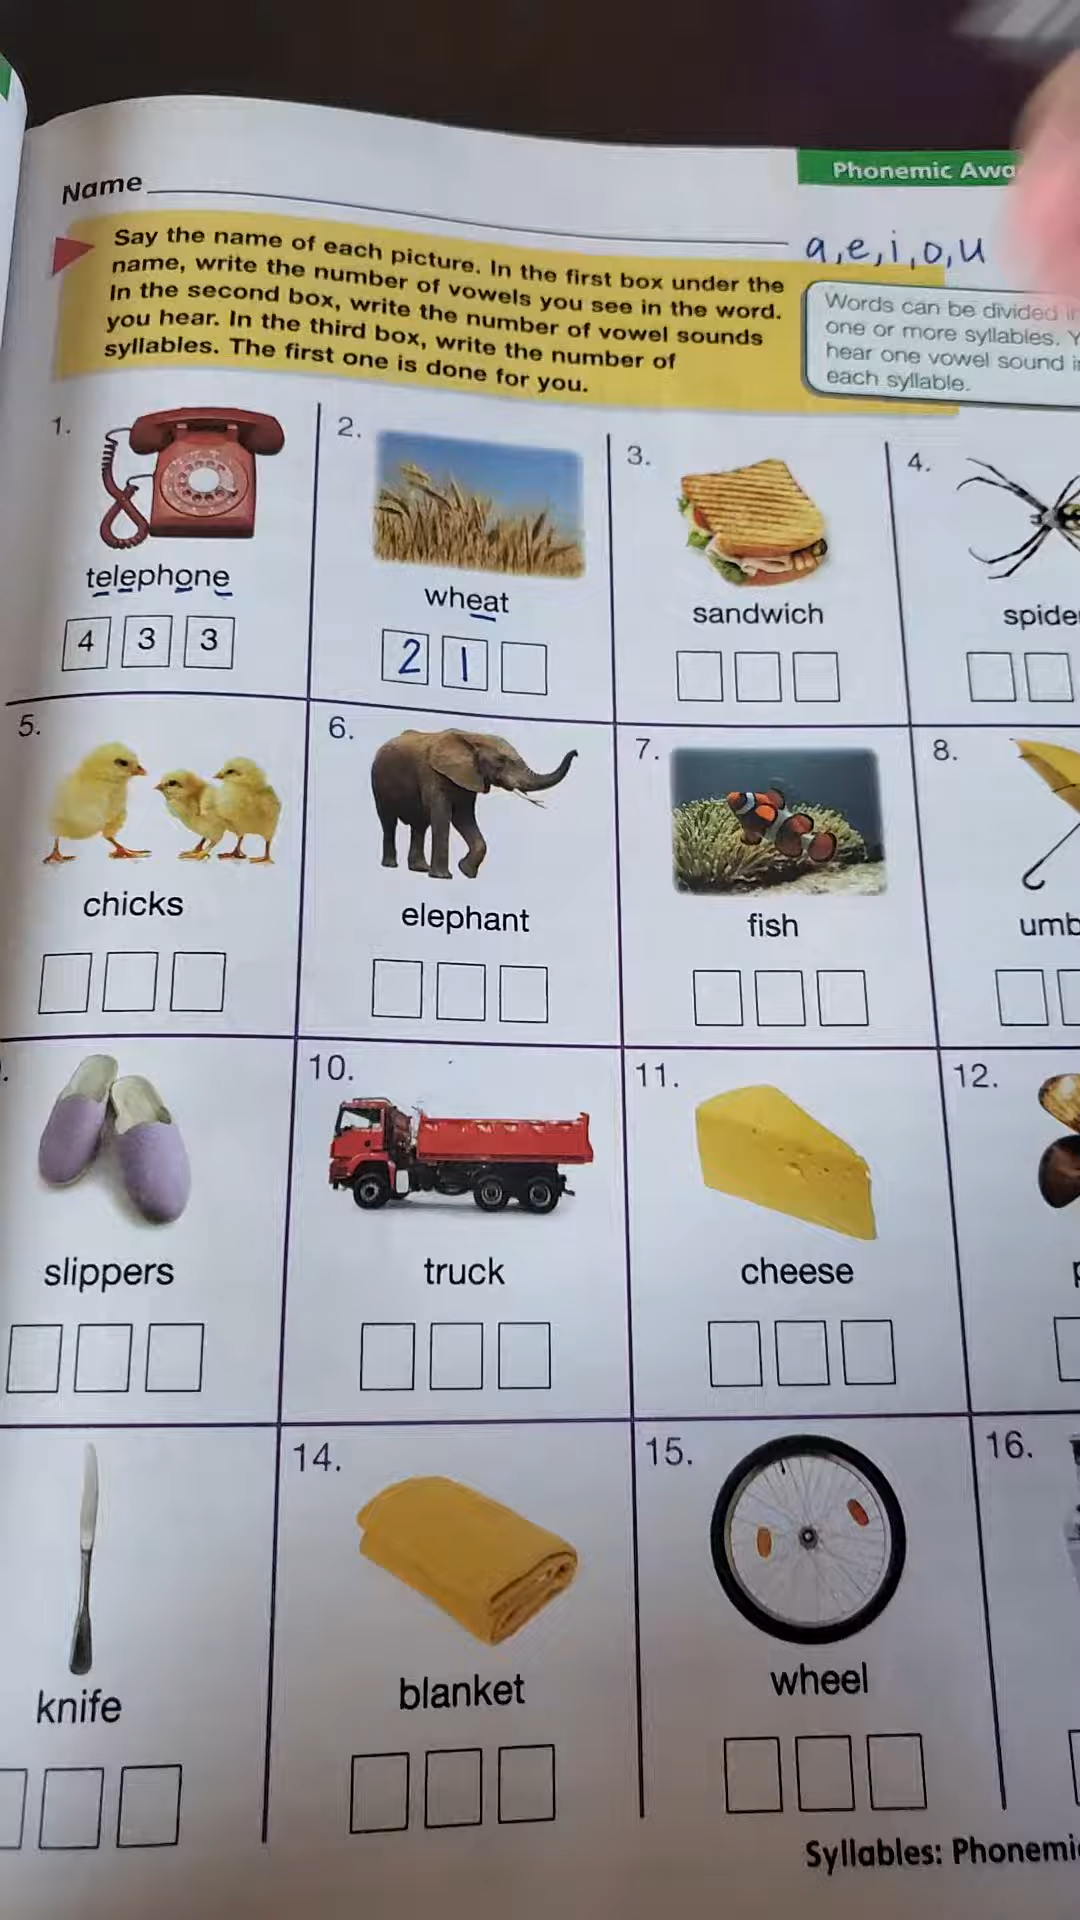 Phonemic
Name
a,e,i,o,u
Say the name of each picture. In the first box under the
name, write the number of vowels you see in the word.
In the second box, write the number of vowel sounds
you hear. In the third box, write the number of
syllables. The first one is done for you.
Words can be divided
one or more syllables.
hear one vowel sound
each syllable.
1.
2.
3.
4.
telephone
wheat
sandwich
4 3 3
2 1
5.
6.
7.
8.
chicks
elephant
fish
10.
11.
12.
slippers
truck
cheese
14.
15.
16.
knife
blanket
wheel
Syllables: